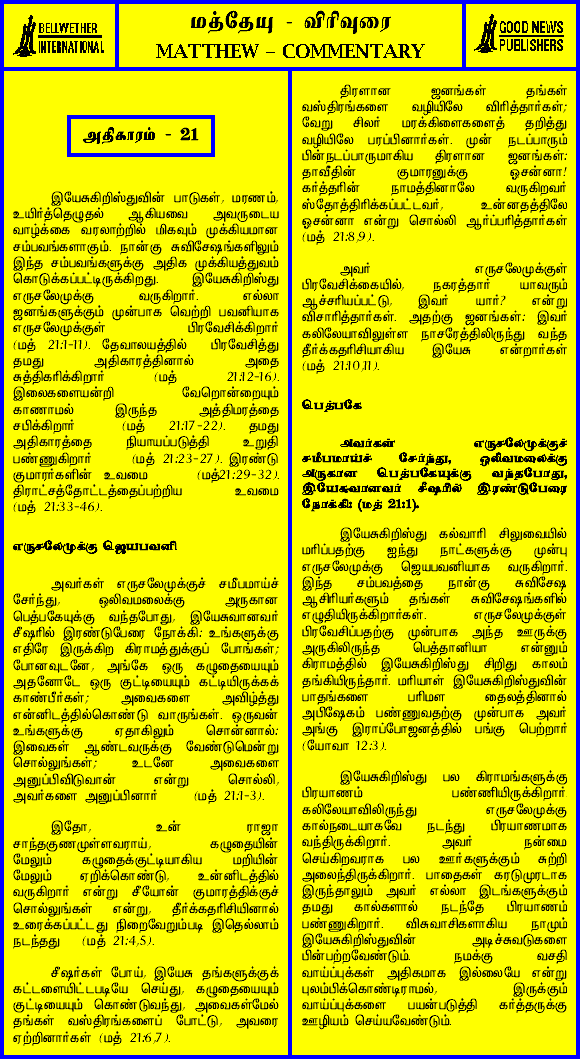 BELLWETHER
INTERNATIONAL
மத்தேயு - விரிவுரை
MATTHEW – COMMENTARY
GOOD NEWS
PUBLISHERS
அதிகாரம் - 21
இயேசுகிறிஸ்துவின் பாடுகள், மரணம்,
உயிர்த்தெழுதல் ஆகியவை அவருடைய
வாழ்க்கை வரலாற்றில் மிகவும் முக்கியமான
சம்பவங்களாகும். நான்கு சுவிசேஷங்களிலும்
இந்த சம்பவங்களுக்கு அதிக முக்கியத்துவம்
கொடுக்கப்பட்டிருக்கிறது. இயேசுகிறிஸ்து
எருசலேமுக்கு வருகிறார். எல்லா
ஜனங்களுக்கும் முன்பாக வெற்றி பவனியாக
எருசலேமுக்குள் பிரவேசிக்கிறார்
(மத் 21:1-11). தேவாலயத்தில் பிரவேசித்து
தமது அதிகாரத்தினால் அதை
சுத்திகரிக்கிறார் (மத் 21:12-16).
இலைகளையன்றி வேறொன்றையும்
காணாமல் இருந்த அத்திமரத்தை
சபிக்கிறார் (மத் 21:17-22). தமது
அதிகாரத்தை நியாயப்படுத்தி உறுதி
பண்ணுகிறார் (மத் 21:23-27). இரண்டு
குமாரர்களின் உவமை (மத்21:29-32).
திராட்சத்தோட்டத்தைப்பற்றிய உவமை
(மத் 21:33-46).
எருசலேமுக்கு ஜெயபவனி
அவர்கள் எருசலேமுக்குச் சமீபமாய்ச்
சேர்ந்து, ஒலிவமலைக்கு அருகான
பெத்பகேயுக்கு வந்தபோது, இயேசுவானவர்
சீஷரில் இரண்டுபேரை நோக்கி: உங்களுக்கு
எதிரே இருக்கிற கிராமத்துக்குப் போங்கள்;
போனவுடனே, அங்கே ஒரு கழுதையையும்
அதனோடே ஒரு குட்டியையும் கட்டியிருக்கக்
காண்பீர்கள்; அவைகளை அவிழ்த்து
என்னிடத்தில்கொண்டு வாருங்கள். ஒருவன்
உங்களுக்கு ஏதாகிலும் சொன்னால்:
இவைகள் ஆண்டவருக்கு வேண்டுமென்று
சொல்லுங்கள்; உடனே அவைகளை
அனுப்பிவிடுவான் என்று சொல்லி,
அவர்களை அனுப்பினார் (மத் 21:1-3).
இதோ, உன் ராஜா
சாந்தகுணமுள்ளவராய், கழுதையின்
மேலும் கழுதைக்குட்டியாகிய மறியின்
மேலும் ஏறிக்கொண்டு, உன்னிடத்தில்
வருகிறார் என்று சீயோன் குமாரத்திக்குச்
சொல்லுங்கள் என்று, தீர்க்கதரிசியினால்
உரைக்கப்பட்டது நிறைவேறும்படி இதெல்லாம்
நடந்தது (மத் 21:4,5).
சீஷர்கள் போய், இயேசு தங்களுக்குக்
கட்டளையிட்டபடியே செய்து, கழுதையையும்
குட்டியையும் கொண்டுவந்து, அவைகள்மேல்
தங்கள் வஸ்திரங்களைப் போட்டு, அவரை
ஏற்றினார்கள் (மத் 21:6,7).
திரளான ஜனங்கள் தங்கள்
வஸ்திரங்களை வழியிலே விரித்தார்கள்;
வேறு சிலர் மரக்கிளைகளைத் தறித்து
வழியிலே பரப்பினார்கள். முன் நடப்பாரும்
பின்நடப்பாருமாகிய திரளான ஜனங்கள்:
தாவீதின் குமாரனுக்கு ஓசன்னா!
கர்த்தரின் நாமத்தினாலே வருகிறவர்
ஸ்தோத்திரிக்கப்பட்டவர், உன்னதத்திலே
ஓசன்னா என்று சொல்லி ஆர்ப்பரித்தார்கள்
(மத் 21:8,9).
அவர் எருசலேமுக்குள்
பிரவேசிக்கையில், நகரத்தார் யாவரும்
ஆச்சரியப்பட்டு, இவர் யார்? என்று
விசாரித்தார்கள். அதற்கு ஜனங்கள்: இவர்
கலிலேயாவிலுள்ள நாசரேத்திலிருந்து வந்த
தீர்க்கதரிசியாகிய இயேசு என்றார்கள்
(மத் 21:10,11).
பெத்பகே
அவர்கள் எருசலேமுக்குச்
சமீபமாய்ச் சேர்ந்து, ஒலிவமலைக்கு
அருகான பெத்பகேயுக்கு வந்தபோது,
இயேசுவானவர் சீஷரில் இரண்டுபேரை
நோக்கி: (மத் 21:1).
இயேசுகிறிஸ்து கல்வாரி சிலுவையில்
மரிப்பதற்கு ஐந்து நாட்களுக்கு முன்பு
எருசலேமுக்கு ஜெயபவனியாக வருகிறார்.
இந்த சம்பவத்தை நான்கு சுவிசேஷ
ஆசிரியர்களும் தங்கள் சுவிசேஷங்களில்
எழுதியிருக்கிறார்கள். எருசலேமுக்குள்
பிரவேசிப்பதற்கு முன்பாக அந்த ஊருக்கு
அருகிலிருந்த பெத்தானியா என்னும்
கிராமத்தில் இயேசுகிறிஸ்து சிறிது காலம்
தங்கியிருந்தார். மரியாள் இயேசுகிறிஸ்துவின்
பாதங்களை பரிமள தைலத்தினால்
அபிஷேகம் பண்ணுவதற்கு முன்பாக அவர்
அங்கு இராப்போஜனத்தில் பங்கு பெற்றார்
(யோவா 12:3).
இயேசுகிறிஸ்து பல கிராமங்களுக்கு
பிரயாணம் பண்ணியிருக்கிறார்.
கலிலேயாவிலிருந்து எருசலேமுக்கு
கால்நடையாகவே நடந்து பிரயாணமாக
வந்திருக்கிறார். அவர் நன்மை
செய்கிறவராக பல ஊர்களுக்கும் சுற்றி
அலைந்திருக்கிறார். பாதைகள் கரடுமுரடாக
இருந்தாலும் அவர் எல்லா இடங்களுக்கும்
தமது கால்களால் நடந்தே பிரயாணம்
பண்ணுகிறார். விசுவாசிகளாகிய நாமும்
இயேசுகிறிஸ்துவின் அடிச்சுவடுகளை
பின்பற்றவேண்டும். நமக்கு வசதி
வாய்ப்புகள் அதிகமாக இல்லையே என்று
புலம்பிக்கொண்டிராமல், இருக்கும்
வாய்ப்புக்களை பயன்படுத்தி கர்த்தருக்கு
ஊழியம் செய்யவேண்டும்.